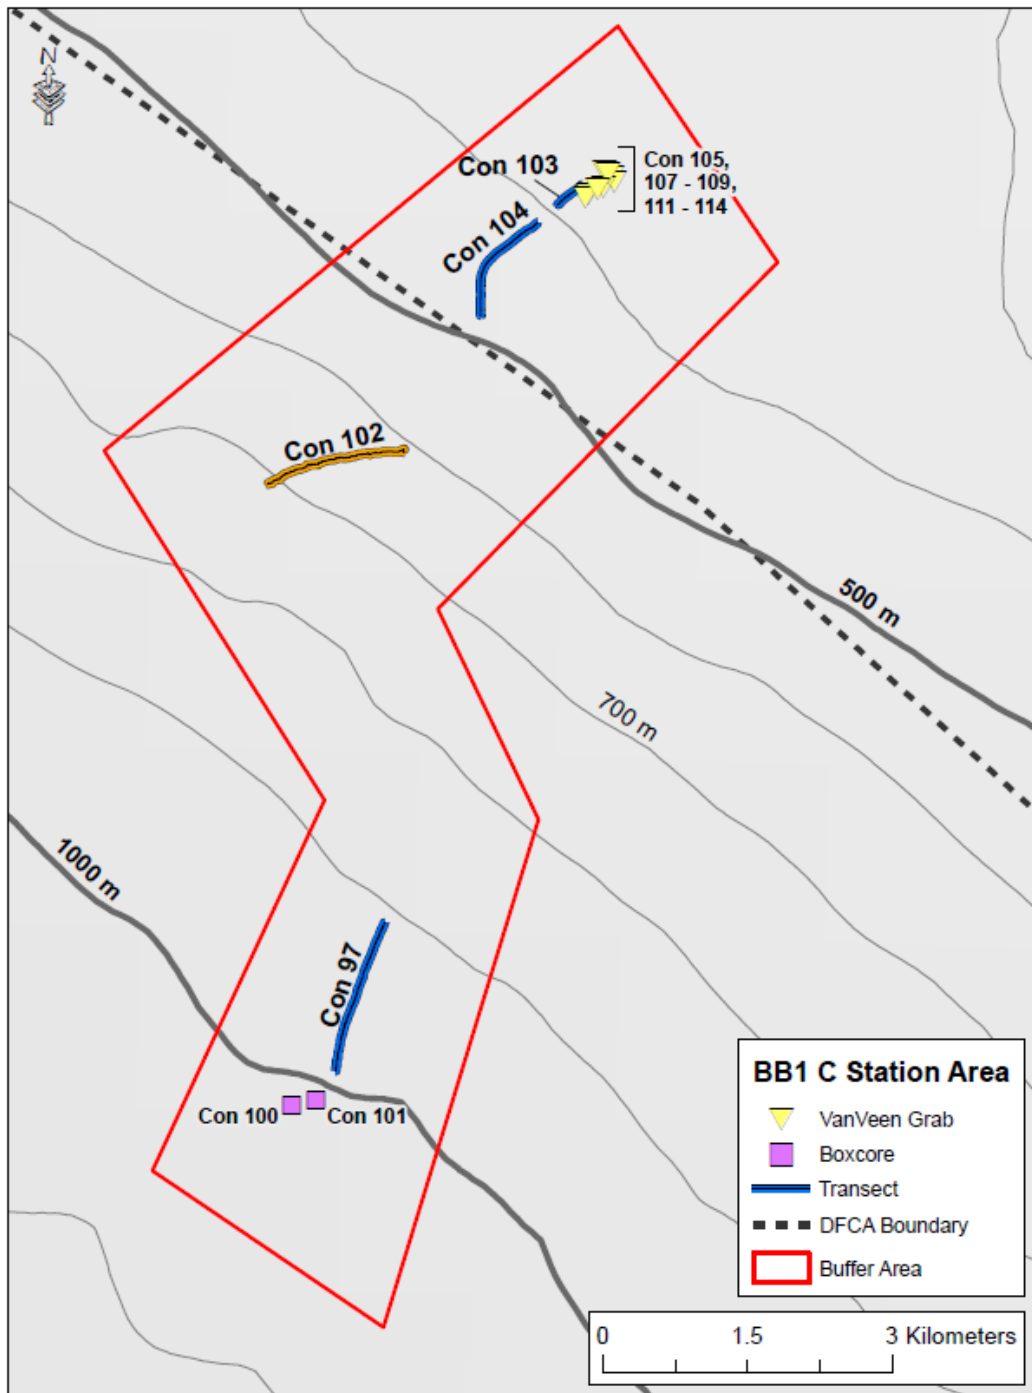 N
Con 103
Con 105,
107 - 109,
111 - 114
Con 104
Con 102
500 m
700 m
1000 m
Con 97
Con 100
Con 101
BB1 C Station Area
VanVeen Grab
Boxcore
Transect
DFCA Boundary
Buffer Area
0 1.5 3 Kilometers